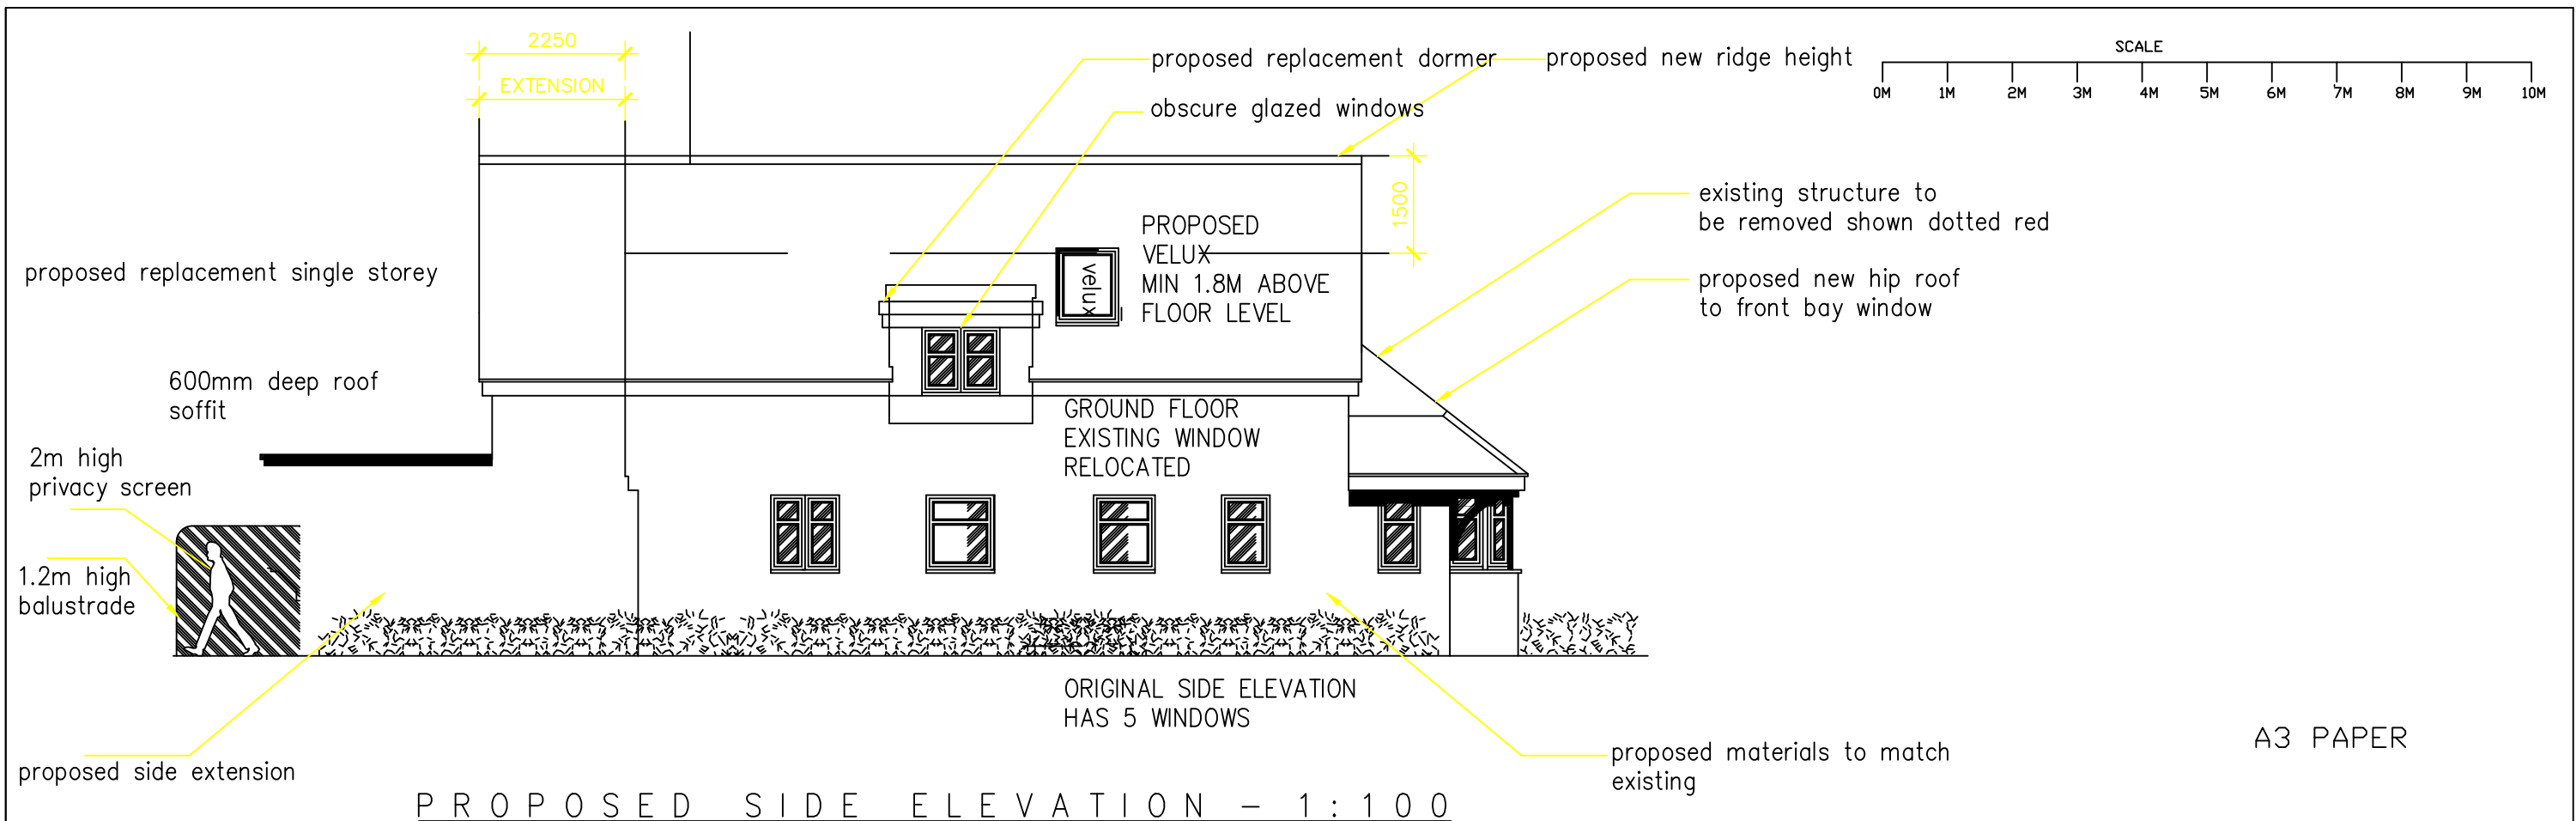 2250
EXTENSION
proposed replacement dormer
proposed new ridge height
obscure glazed windows
SCALE
0M 1M 2M 3M 4M 5M 6M 7M 8M 9M 10M
1500
existing structure to
be removed shown dotted red
proposed new hip roof
to front bay window
PROPOSED
VELUX
MIN 1.8M ABOVE
FLOOR LEVEL
velux
proposed replacement single storey
600mm deep roof
soffit
2m high
privacy screen
1.2m high
balustrade
GROUND FLOOR
EXISTING WINDOW
RELOCATED
ORIGINAL SIDE ELEVATION
HAS 5 WINDOWS
proposed side extension
proposed materials to match
existing
A3 PAPER
PROPOSED SIDE ELEVATION - 1:100